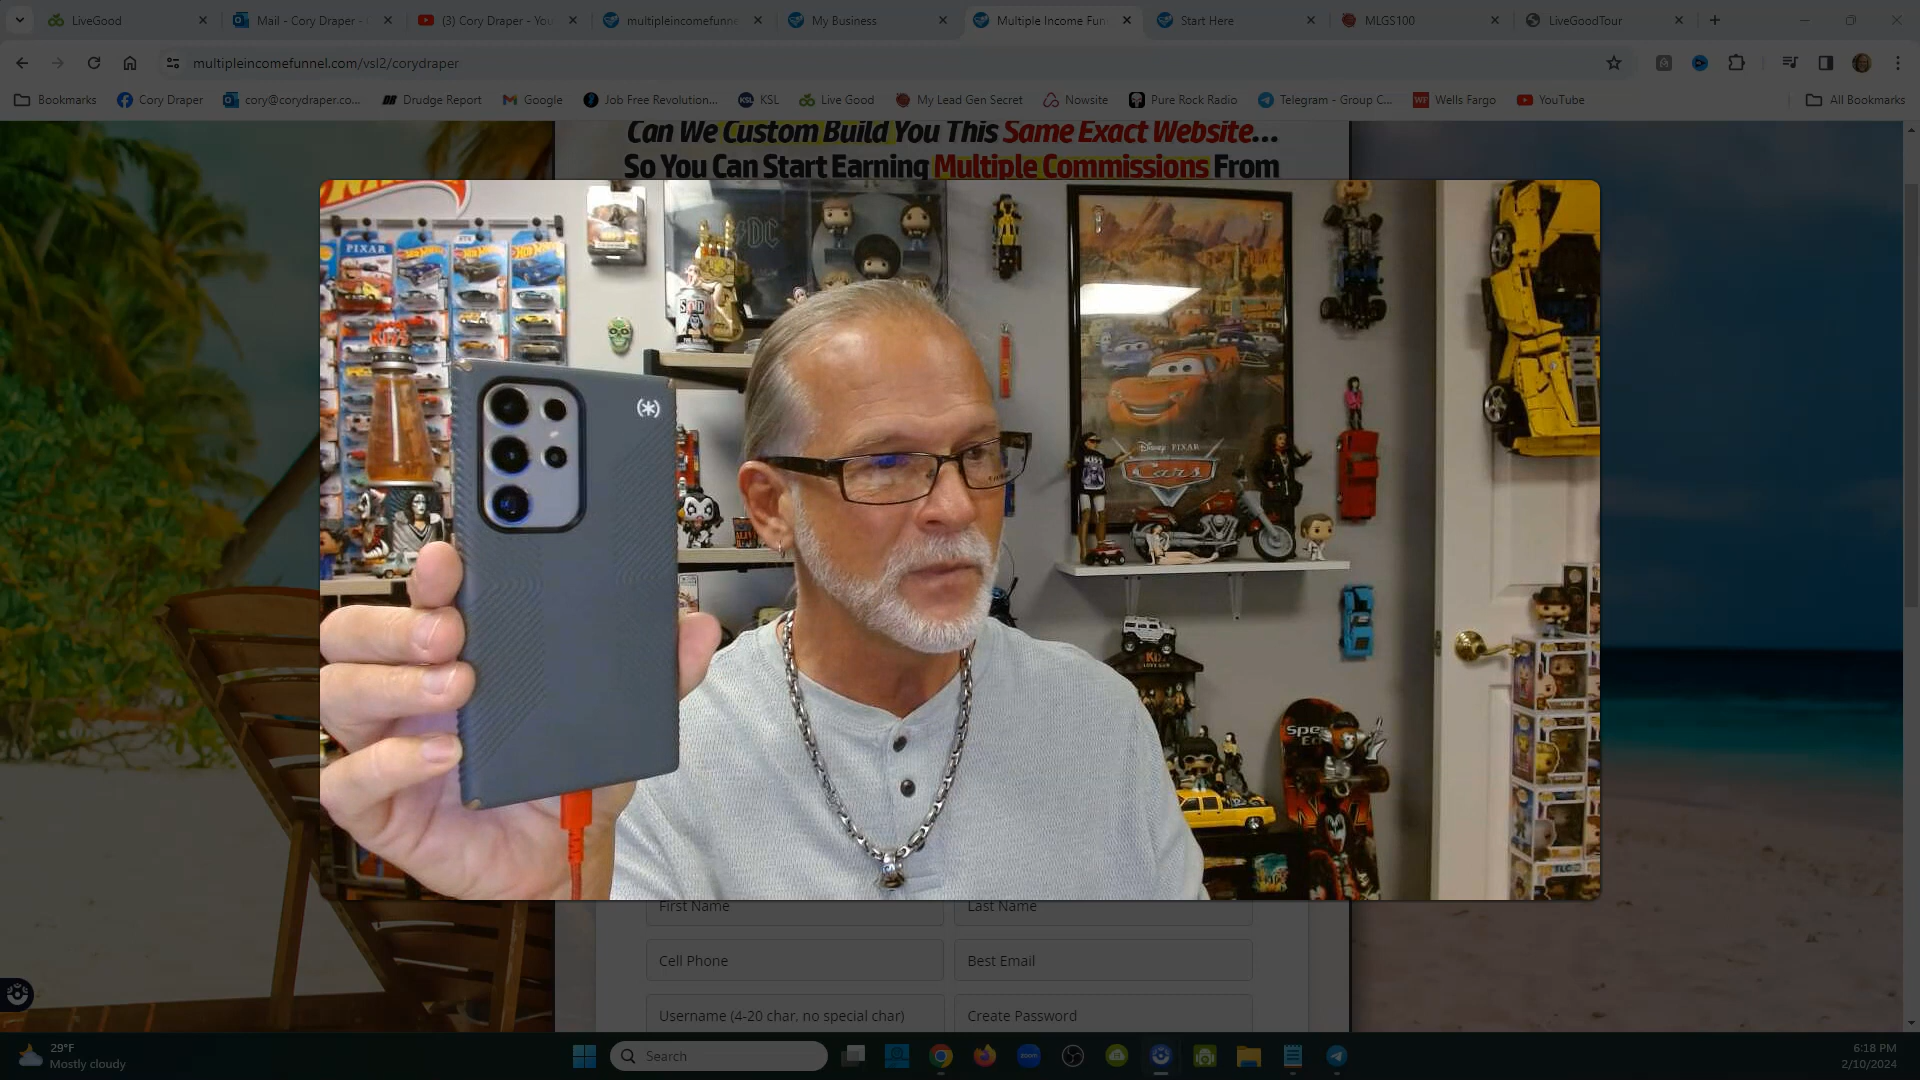 LiveGood
Mail - Cory Draper -
(3) Cory Draper - You
multipleincomefunne
My Business
Multiple Income Fun
Start Here
MLGS100
LiveGoodTour
multipleincomefunnel.com/vsl2/corydraper
Bookmarks
Cory Draper
cory@corydraper.co...
Drudge Report
Google
Job Free Revolution...
KSL
Live Good
My Lead Gen Secret
Nowsite
Pure Rock Radio
Telegram - Group C...
Wells Fargo
YouTube
All Bookmarks
Can We Custom Build You This Same Exact Website...
So You Can Start Earning Multiple Commissions From
PIXAR
DC
SODA
KISS
(*)
Disney PIXAR
Cars
KISS
First Name
Last Name
Cell Phone
Best Email
Username (4-20 char, no special char)
Create Password
29°F
Mostly cloudy
Search
6:18 PM
2/10/2024